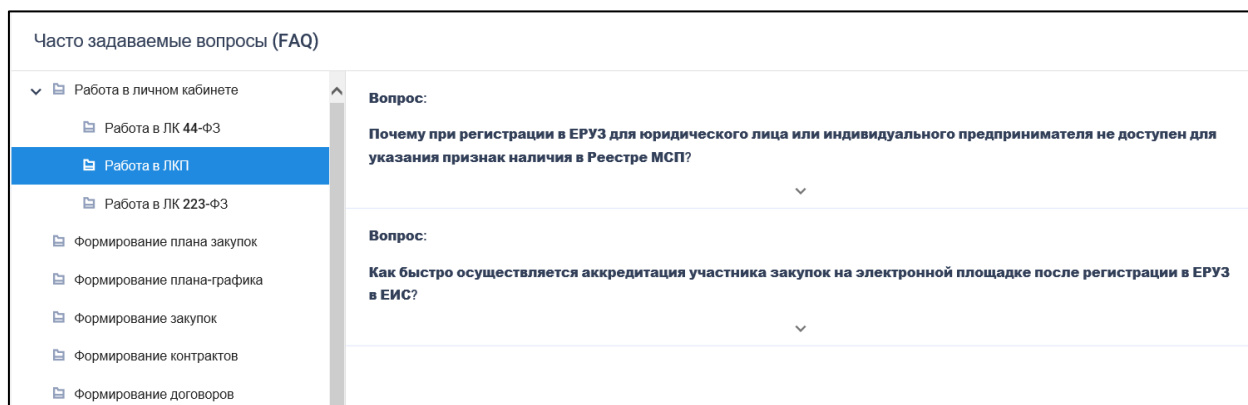 Часто задаваемые вопросы (FAQ)
Работа в личном кабинете
Работа в ЛК 44-ФЗ
Работа в ЛКП
Работа в ЛК 223-ФЗ
Формирование плана закупок
Формирование плана-графика
Формирование закупок
Формирование контрактов
Формирование договоров
Вопрос:
Почему при регистрации в ЕРУЗ для юридического лица или индивидуального предпринимателя не доступен для
указания признак наличия в Реестре МСП?
Вопрос:
Как быстро осуществляется аккредитация участника закупок на электронной площадке после регистрации в ЕРУЗ
в ЕИС?